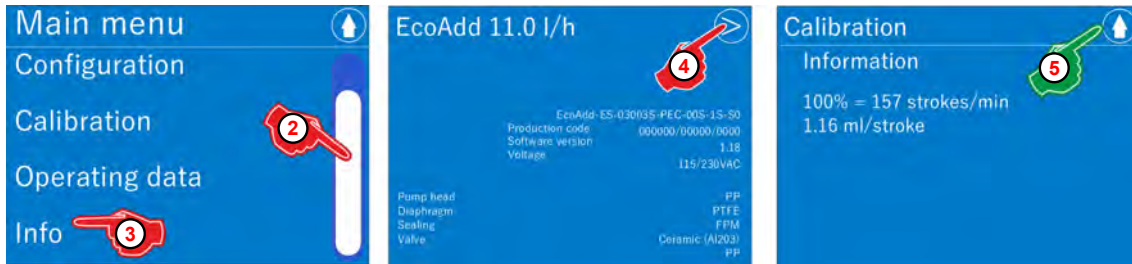 Main menu
Configuration
Calibration
2
Operating data
Info
3
EcoAdd 11.0 l/h
4
EcoAdd-ES-03003S-PEC-00S-1S-S0
Production code 000000/00000/0000
Software version 1.18
Voltage 115/230VAC
Pump head PP
Diaphragm PTFE
Sealing FPM
Valve Ceramic (Al203)
PP
Calibration
Information
5
100% = 157 strokes/min
1.16 ml/stroke